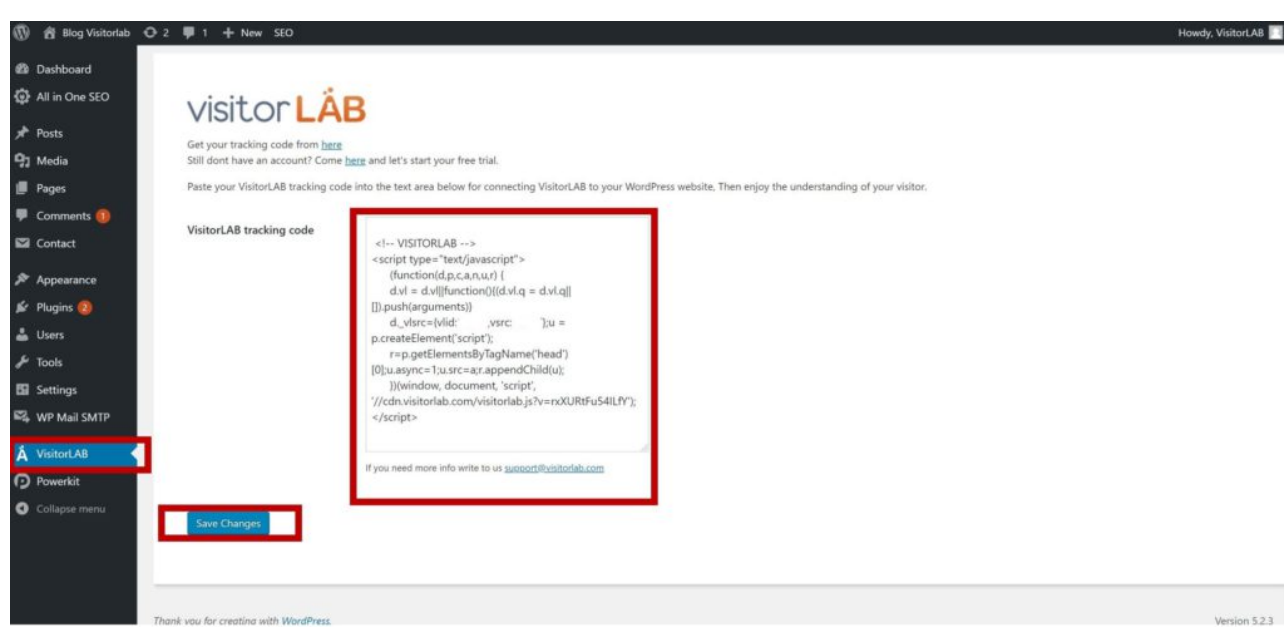 Blog Visitorlab 2 1 + New SEO Howdy, VisitorLAB
Dashboard
All in One SEO
Posts
Media
Pages
Comments 1
Contact
Appearance
Plugins 2
Users
Tools
Settings
WP Mail SMTP
VisitorLAB
Powerkit
Collapse menu
visitor LÅB
Get your tracking code from here
Still dont have an account? Come here and let's start your free trial.
Paste your VisitorLAB tracking code into the text area below for connecting VisitorLAB to your WordPress website, Then enjoy the understanding of your visitor.
VisitorLAB tracking code
<!-- VISITORLAB -->
<script type="text/javascript">
(function(d,p,c,a,n,u,r) {
d.vl = d.vl||function(){(d.vl.q = d.vl.q||
[]).push(arguments)}
d._vlsrc={vlid:` ,vsrc: `};u =
p.createElement('script');
r=p.getElementsByTagName('head')
[0];u.async=1;u.src=a;r.appendChild(u);
})(window, document, 'script',
'//cdn.visitorlab.com/visitorlab.js?v=rxXURtFu54ILfY');
</script>
If you need more info write to us support@visitorlab.com
Save Changes
Thank you for creating with WordPress.
Version 5.2.3